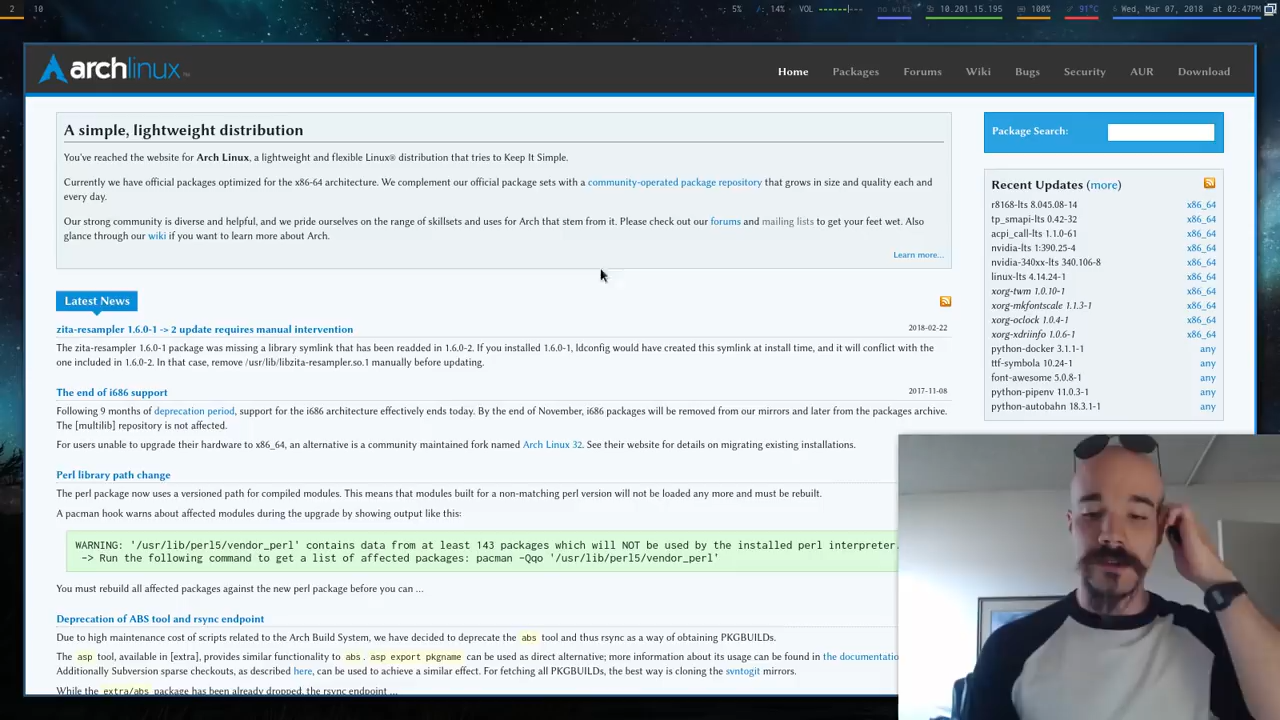 2 10 5% 14% VOL no wifi 10.201.15.195 100% 91°C Wed, Mar 07, 2018 02:47PM
archlinux
Home Packages Forums Wiki Bugs Security AUR Download
A simple, lightweight distribution
You've reached the website for Arch Linux, a lightweight and flexible Linux® distribution that tries to Keep It Simple.
Currently we have official packages optimized for the x86-64 architecture. We complement our official package sets with a community-operated package repository that grows in size and quality each and
every day.
Our strong community is diverse and helpful, and we pride ourselves on the range of skillsets and uses for Arch that stem from it. Please check out our forums and mailing lists to get your feet wet. Also
glance through our wiki if you want to learn more about Arch.
Learn more...
Latest News
zita-resampler 1.6.0-1 -> 2 update requires manual intervention 2018-02-22
The zita-resampler 1.6.0-1 package was missing a library symlink that has been readded in 1.6.0-2. If you installed 1.6.0-1, ldconfig would have created this symlink at install time, and it will conflict with the
one included in 1.6.0-2. In that case, remove /usr/lib/libzita-resampler.so.1 manually before updating.
The end of i686 support 2017-11-08
Following 9 months of deprecation period, support for the i686 architecture effectively ends today. By the end of November, i686 packages will be removed from our mirrors and later from the packages archive.
The [multilib] repository is not affected.
For users unable to upgrade their hardware to x86_64, an alternative is a community maintained fork named Arch Linux 32. See their website for details on migrating existing installations.
Perl library path change
The perl package now uses a versioned path for compiled modules. This means that modules built for a non-matching perl version will not be loaded any more and must be rebuilt.
A pacman hook warns about affected modules during the upgrade by showing output like this:
WARNING: '/usr/lib/perl5/vendor_perl' contains data from at least 143 packages which will NOT be used by the installed perl interpreter.
-> Run the following command to get a list of affected packages: pacman -Qqo '/usr/lib/perl5/vendor_perl'
You must rebuild all affected packages against the new perl package before you can ...
Deprecation of ABS tool and rsync endpoint
Due to high maintenance cost of scripts related to the Arch Build System, we have decided to deprecate the abs tool and thus rsync as a way of obtaining PKGBUILDs.
The asp tool, available in [extra], provides similar functionality to abs. asp export pkgname can be used as direct alternative; more information about its usage can be found in the documentatio
Additionally Subversion sparse checkouts, as described here, can be used to achieve a similar effect. For fetching all PKGBUILDs, the best way is cloning the svntogit mirrors.
While the extra/abs package has been already dropped, the rsync endpoint ...
Package Search:
Recent Updates (more)
r8168-lts 8.045.08-14 x86_64
tp_smapi-lts 0.42-32 x86_64
acpi_call-lts 1.1.0-61 x86_64
nvidia-lts 1:390.25-4 x86_64
nvidia-340xx-lts 340.106-8 x86_64
linux-lts 4.14.24-1 x86_64
xorg-twm 1.0.10-1 x86_64
xorg-mkfontscale 1.1.3-1 x86_64
xorg-oclock 1.0.4-1 x86_64
xorg-xdriinfo 1.0.6-1 x86_64
python-docker 3.1.1-1 any
ttf-symbola 10.24-1 any
font-awesome 5.0.8-1 any
python-pipenv 11.0.3-1 any
python-autobahn 18.3.1-1 any